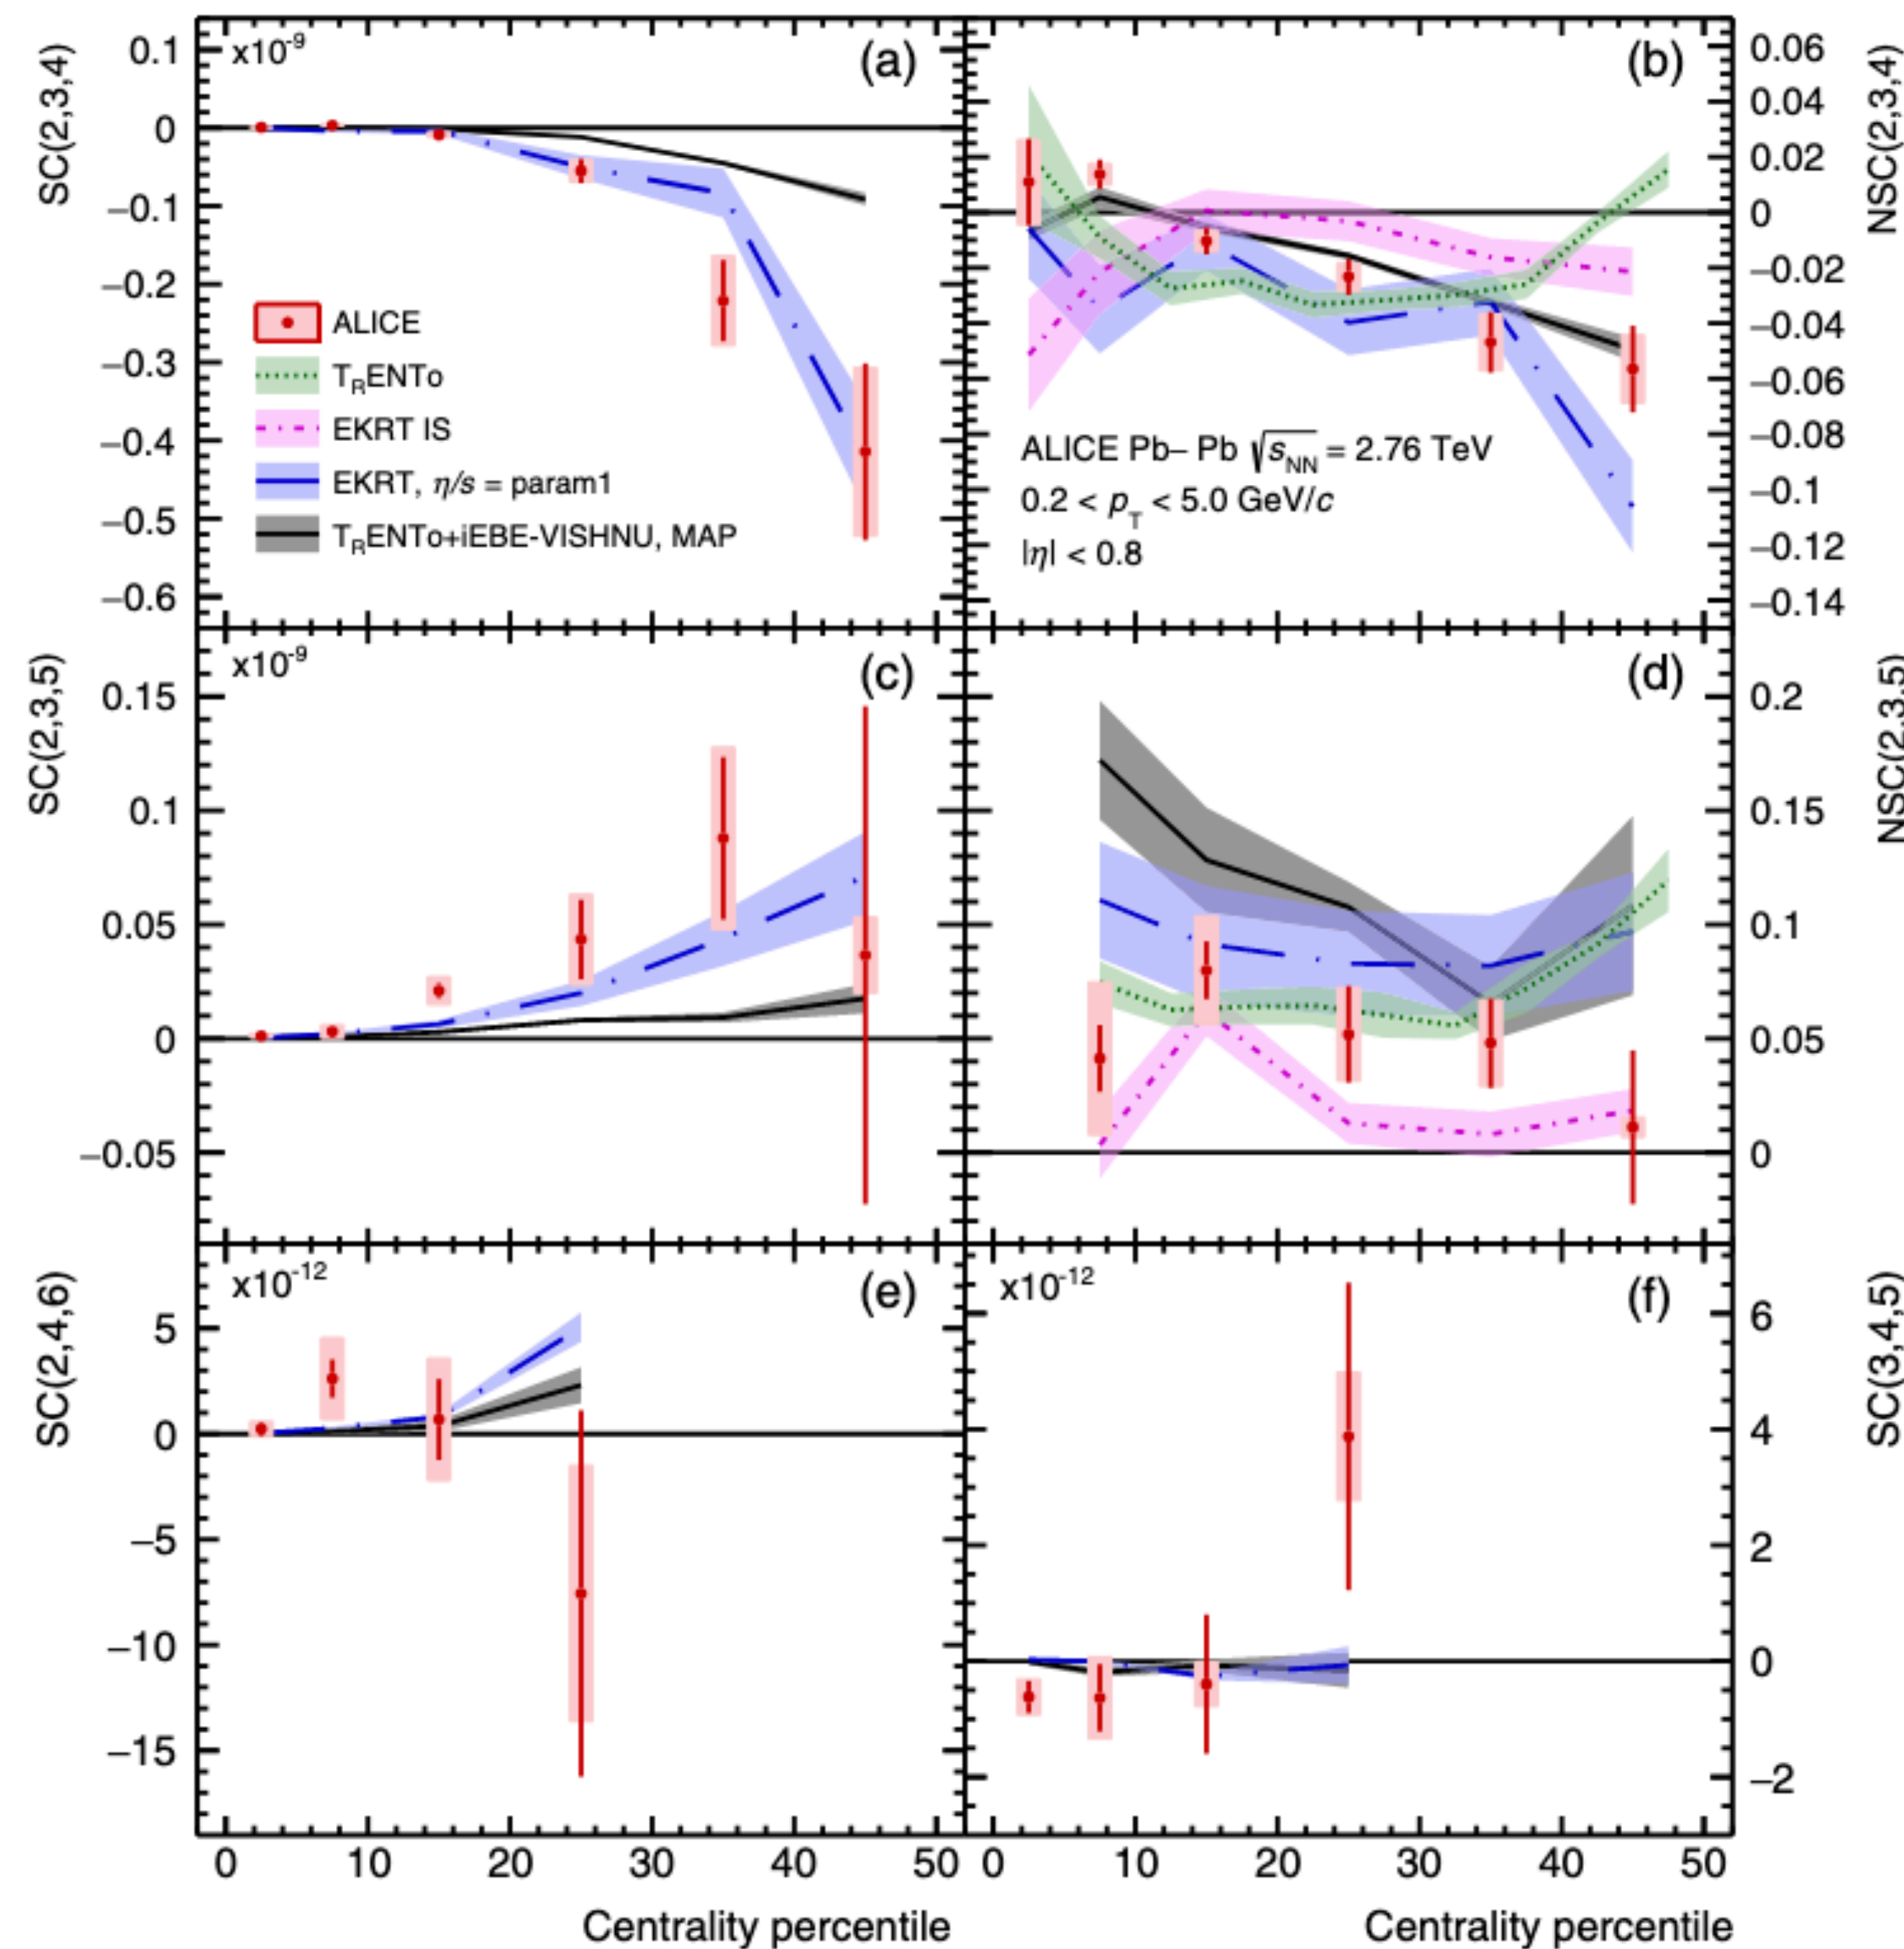 SC(2,3,4)
x10⁻⁹
(a)
0.1
0
−0.1
−0.2
−0.3
−0.4
−0.5
−0.6
ALICE
TRENTo
EKRT IS
EKRT, η/s = param1
TRENTo+iEBE-VISHNU, MAP
(b)
NSC(2,3,4)
0.06
0.04
0.02
0
−0.02
−0.04
−0.06
−0.08
−0.1
−0.12
−0.14
ALICE Pb– Pb √sNN = 2.76 TeV
0.2 < pT < 5.0 GeV/c
|η| < 0.8
SC(2,3,5)
x10⁻⁹
(c)
0.15
0.1
0.05
0
−0.05
(d)
NSC(2,3,5)
0.2
0.15
0.1
0.05
0
SC(2,4,6)
x10⁻¹²
(e)
5
0
−5
−10
−15
x10⁻¹²
(f)
SC(3,4,5)
6
4
2
0
−2
0 10 20 30 40 50 0 10 20 30 40 50
Centrality percentile Centrality percentile